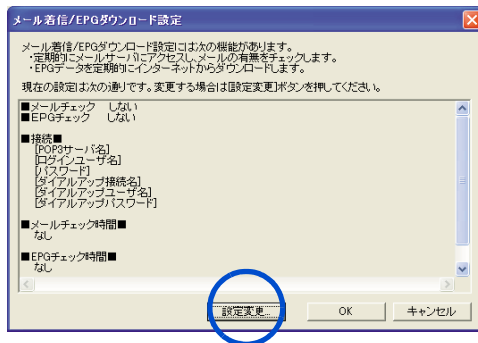 メール着信/EPGダウンロード設定
メール着信/EPGダウンロード設定には次の機能があります。
・定期的にメールサーバにアクセスし、メールの有無をチェックします。
・EPGデータを定期的にインターネットからダウンロードします。
現在の設定は次の通りです。変更する場合は[設定変更]ボタンを押してください。
■メールチェック　しない
■EPGチェック　しない
■接続■
[POP3サーバ名]
[ログインユーザ名]
[パスワード]
[ダイアルアップ接続名]
[ダイアルアップユーザ名]
[ダイアルアップパスワード]
■メールチェック時間■
なし
■EPGチェック時間■
なし
設定変更... OK キャンセル